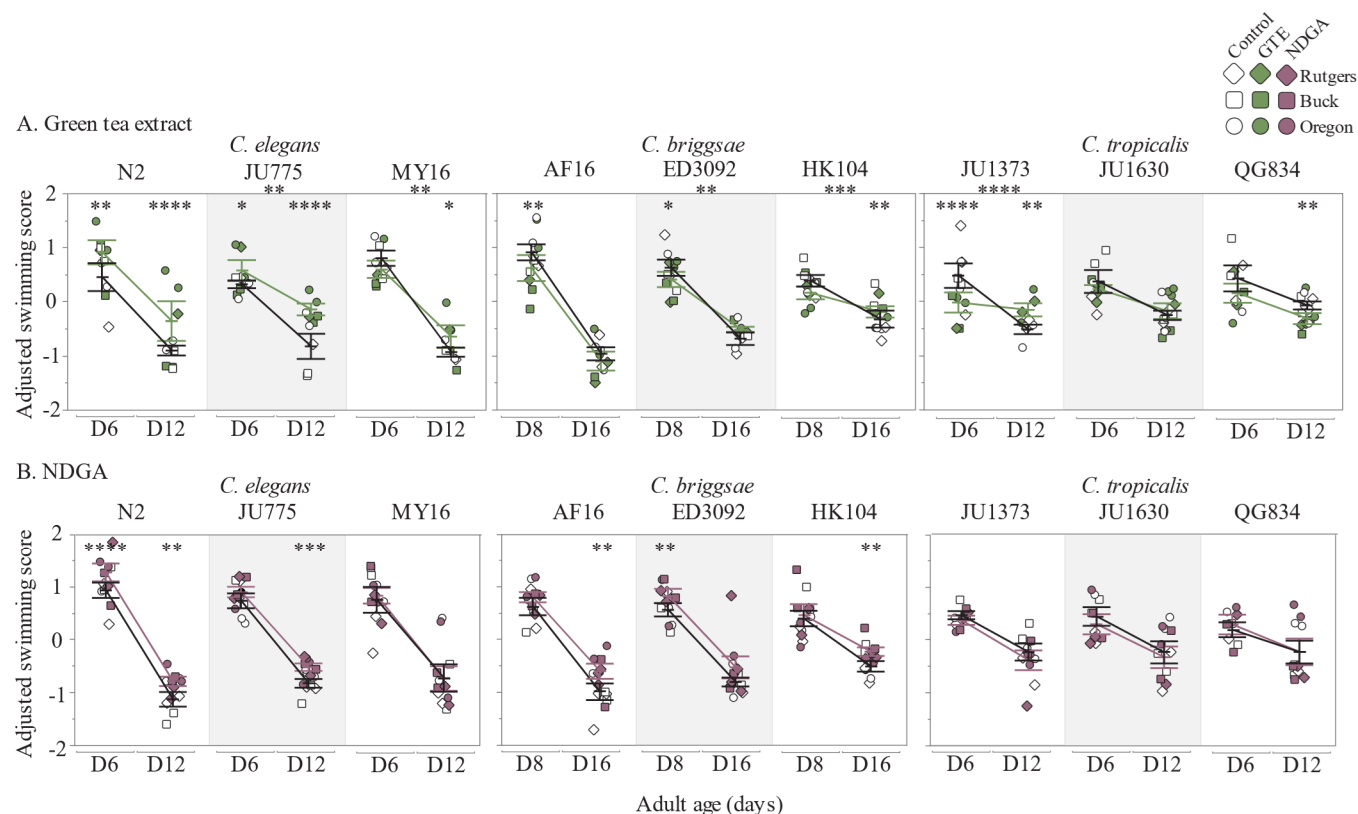 Control
GTE
NDGA
Rutgers
Buck
Oregon
A. Green tea extract
C. elegans C. briggsae C. tropicalis
N2 JU775 MY16 AF16 ED3092 HK104 JU1373 JU1630 QG834
** ** ** *** ****
** **** * **** * ** * ** **** ** **
Adjusted swimming score
2
1
0
-1
-2
D6 D12 D6 D12 D6 D12 D8 D16 D8 D16 D8 D16 D6 D12 D6 D12 D6 D12
B. NDGA
C. elegans C. briggsae C. tropicalis
N2 JU775 MY16 AF16 ED3092 HK104 JU1373 JU1630 QG834
**** ** *** ** ** **
Adjusted swimming score
2
1
0
-1
-2
D6 D12 D6 D12 D6 D12 D8 D16 D8 D16 D8 D16 D6 D12 D6 D12 D6 D12
Adult age (days)